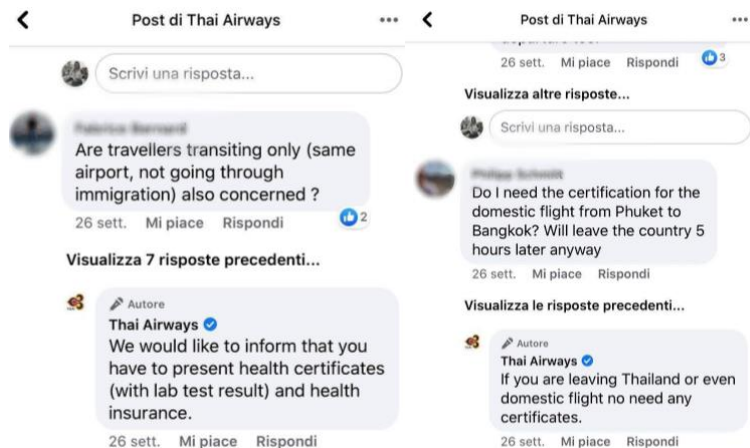 Post di Thai Airways
Scrivi una risposta...
Are travellers transiting only (same
airport, not going through
immigration) also concerned ?
26 sett. Mi piace Rispondi 2
Visualizza 7 risposte precedenti...
Autore
Thai Airways
We would like to inform that you
have to present health certificates
(with lab test result) and health
insurance.
26 sett. Mi piace Rispondi
Post di Thai Airways
26 sett. Mi piace Rispondi 3
Visualizza altre risposte...
Scrivi una risposta...
Do I need the certification for the
domestic flight from Phuket to
Bangkok? Will leave the country 5
hours later anyway
26 sett. Mi piace Rispondi
Visualizza le risposte precedenti...
Autore
Thai Airways
If you are leaving Thailand or even
domestic flight no need any
certificates.
26 sett. Mi piace Rispondi